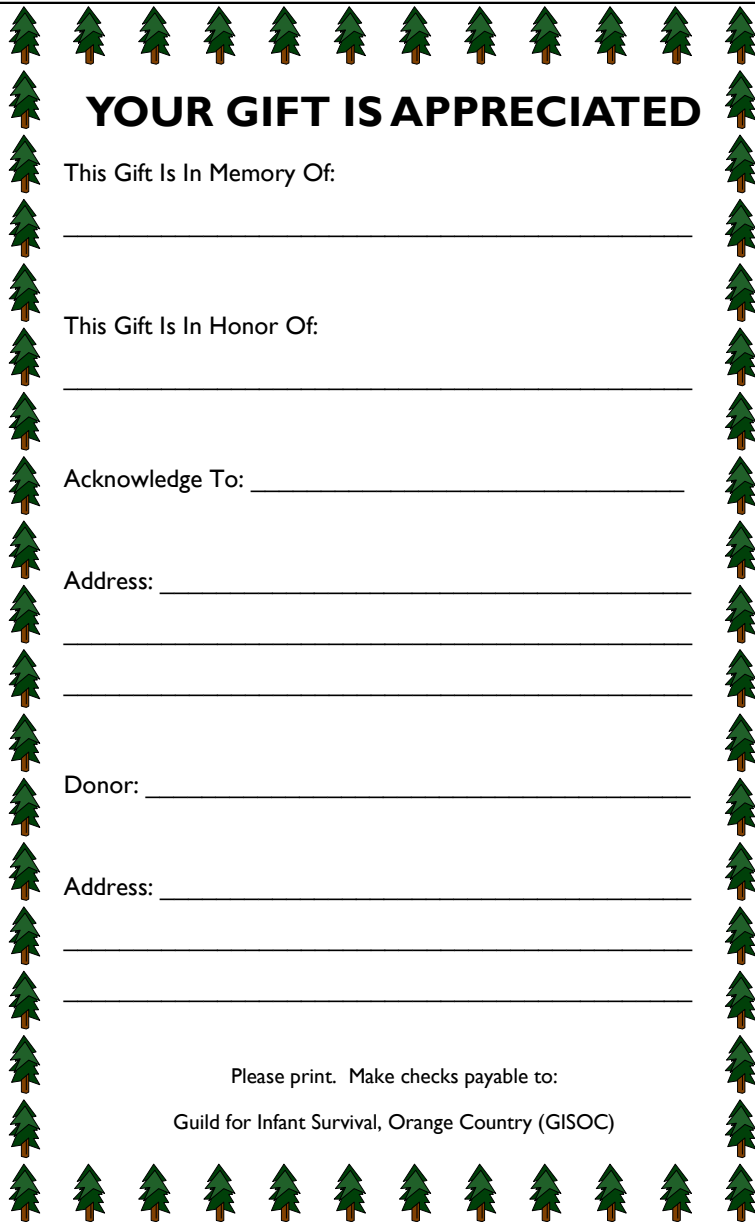 YOUR GIFT IS APPRECIATED
This Gift Is In Memory Of:
This Gift Is In Honor Of:
Acknowledge To:
Address:
Donor:
Address:
Please print.  Make checks payable to:
Guild for Infant Survival, Orange Country (GISOC)